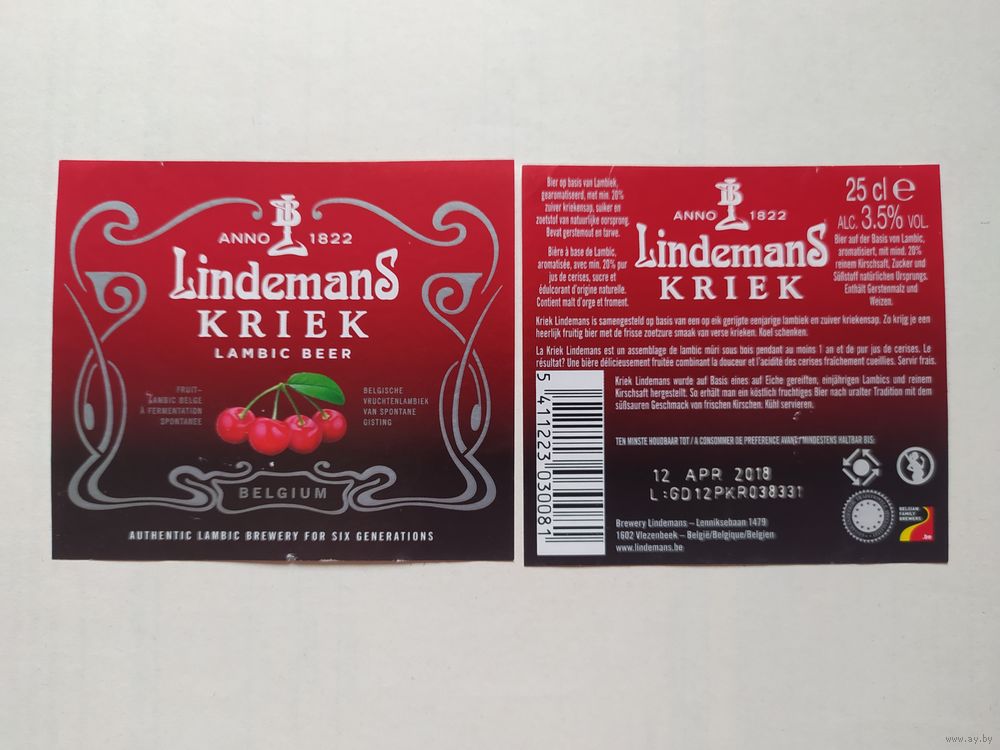 ANNO 1822
Lindemans
KRIEK
LAMBIC BEER
FRUIT-
LAMBIC BELGE
À FERMENTATION
SPONTANEE
BELGISCHE
VRUCHTENLAMBIEK
VAN SPONTANE
GISTING
BELGIUM
AUTHENTIC LAMBIC BREWERY FOR SIX GENERATIONS
Bier op basis van Lambiek,
gearomatiseerd, met min. 20%
zuiver kriekensap, suiker en
zoetstof van natuurlijke oorsprong.
Bevat gerstemout en tarwe.
Bière à base de Lambic,
aromatisée, avec min. 20% pur
jus de cerises, sucre et
édulcorant d'origine naturelle.
Contient malt d'orge et froment.
ANNO 1822
Lindemans
KRIEK
25 cl e
ALC. 3.5% VOL.
Bier auf der Basis von Lambic,
aromatisiert, mit mind. 20%
reinem Kirschsaft, Zucker und
Süßstoff natürlichen Ursprungs.
Enthält Gerstenmalz und
Weizen.
Kriek Lindemans is samengesteld op basis van een op eik gerijpte eenjarige lambiek en zuiver kriekensap. Zo krijg je een
heerlijk fruitig bier met de frisse zoetzure smaak van verse krieken. Koel schenken.
La Kriek Lindemans est un assemblage de lambic mûri sous bois pendant au moins 1 an et de pur jus de cerises. Le
résultat? Une bière délicieusement fruitée combinant la douceur et l'acidité des cerises fraîchement cueillies. Servir frais.
Kriek Lindemans wurde auf Basis eines auf Eiche gereiften, einjährigen Lambics und reinem
Kirschsaft hergestellt. So erhält man ein köstlich fruchtiges Bier nach uralter Tradition mit dem
süßsauren Geschmack von frischen Kirschen. Kühl servieren.
5 411223 030081
TEN MINSTE HOUDBAAR TOT / A CONSOMMER DE PREFERENCE AVANT / MINDESTENS HALTBAR BIS:
12 APR 2018
L:GD12PKR038331
Brewery Lindemans – Lenniksebaan 1479
1602 Vlezenbeek – België/Belgique/Belgien
www.lindemans.be
BELGIAN
FAMILY
BREWERS
.be
www.ay.by